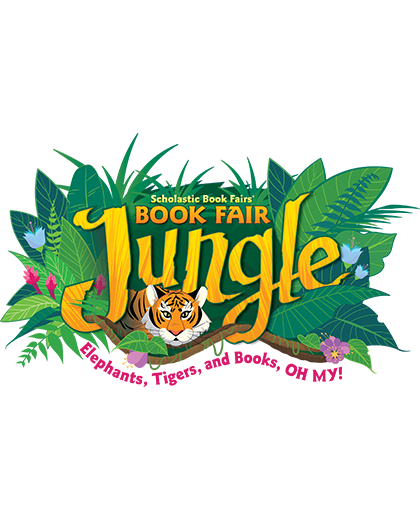 Scholastic Book Fairs'
BOOK FAIR
Jungle
Elephants, Tigers, and Books, OH MY!